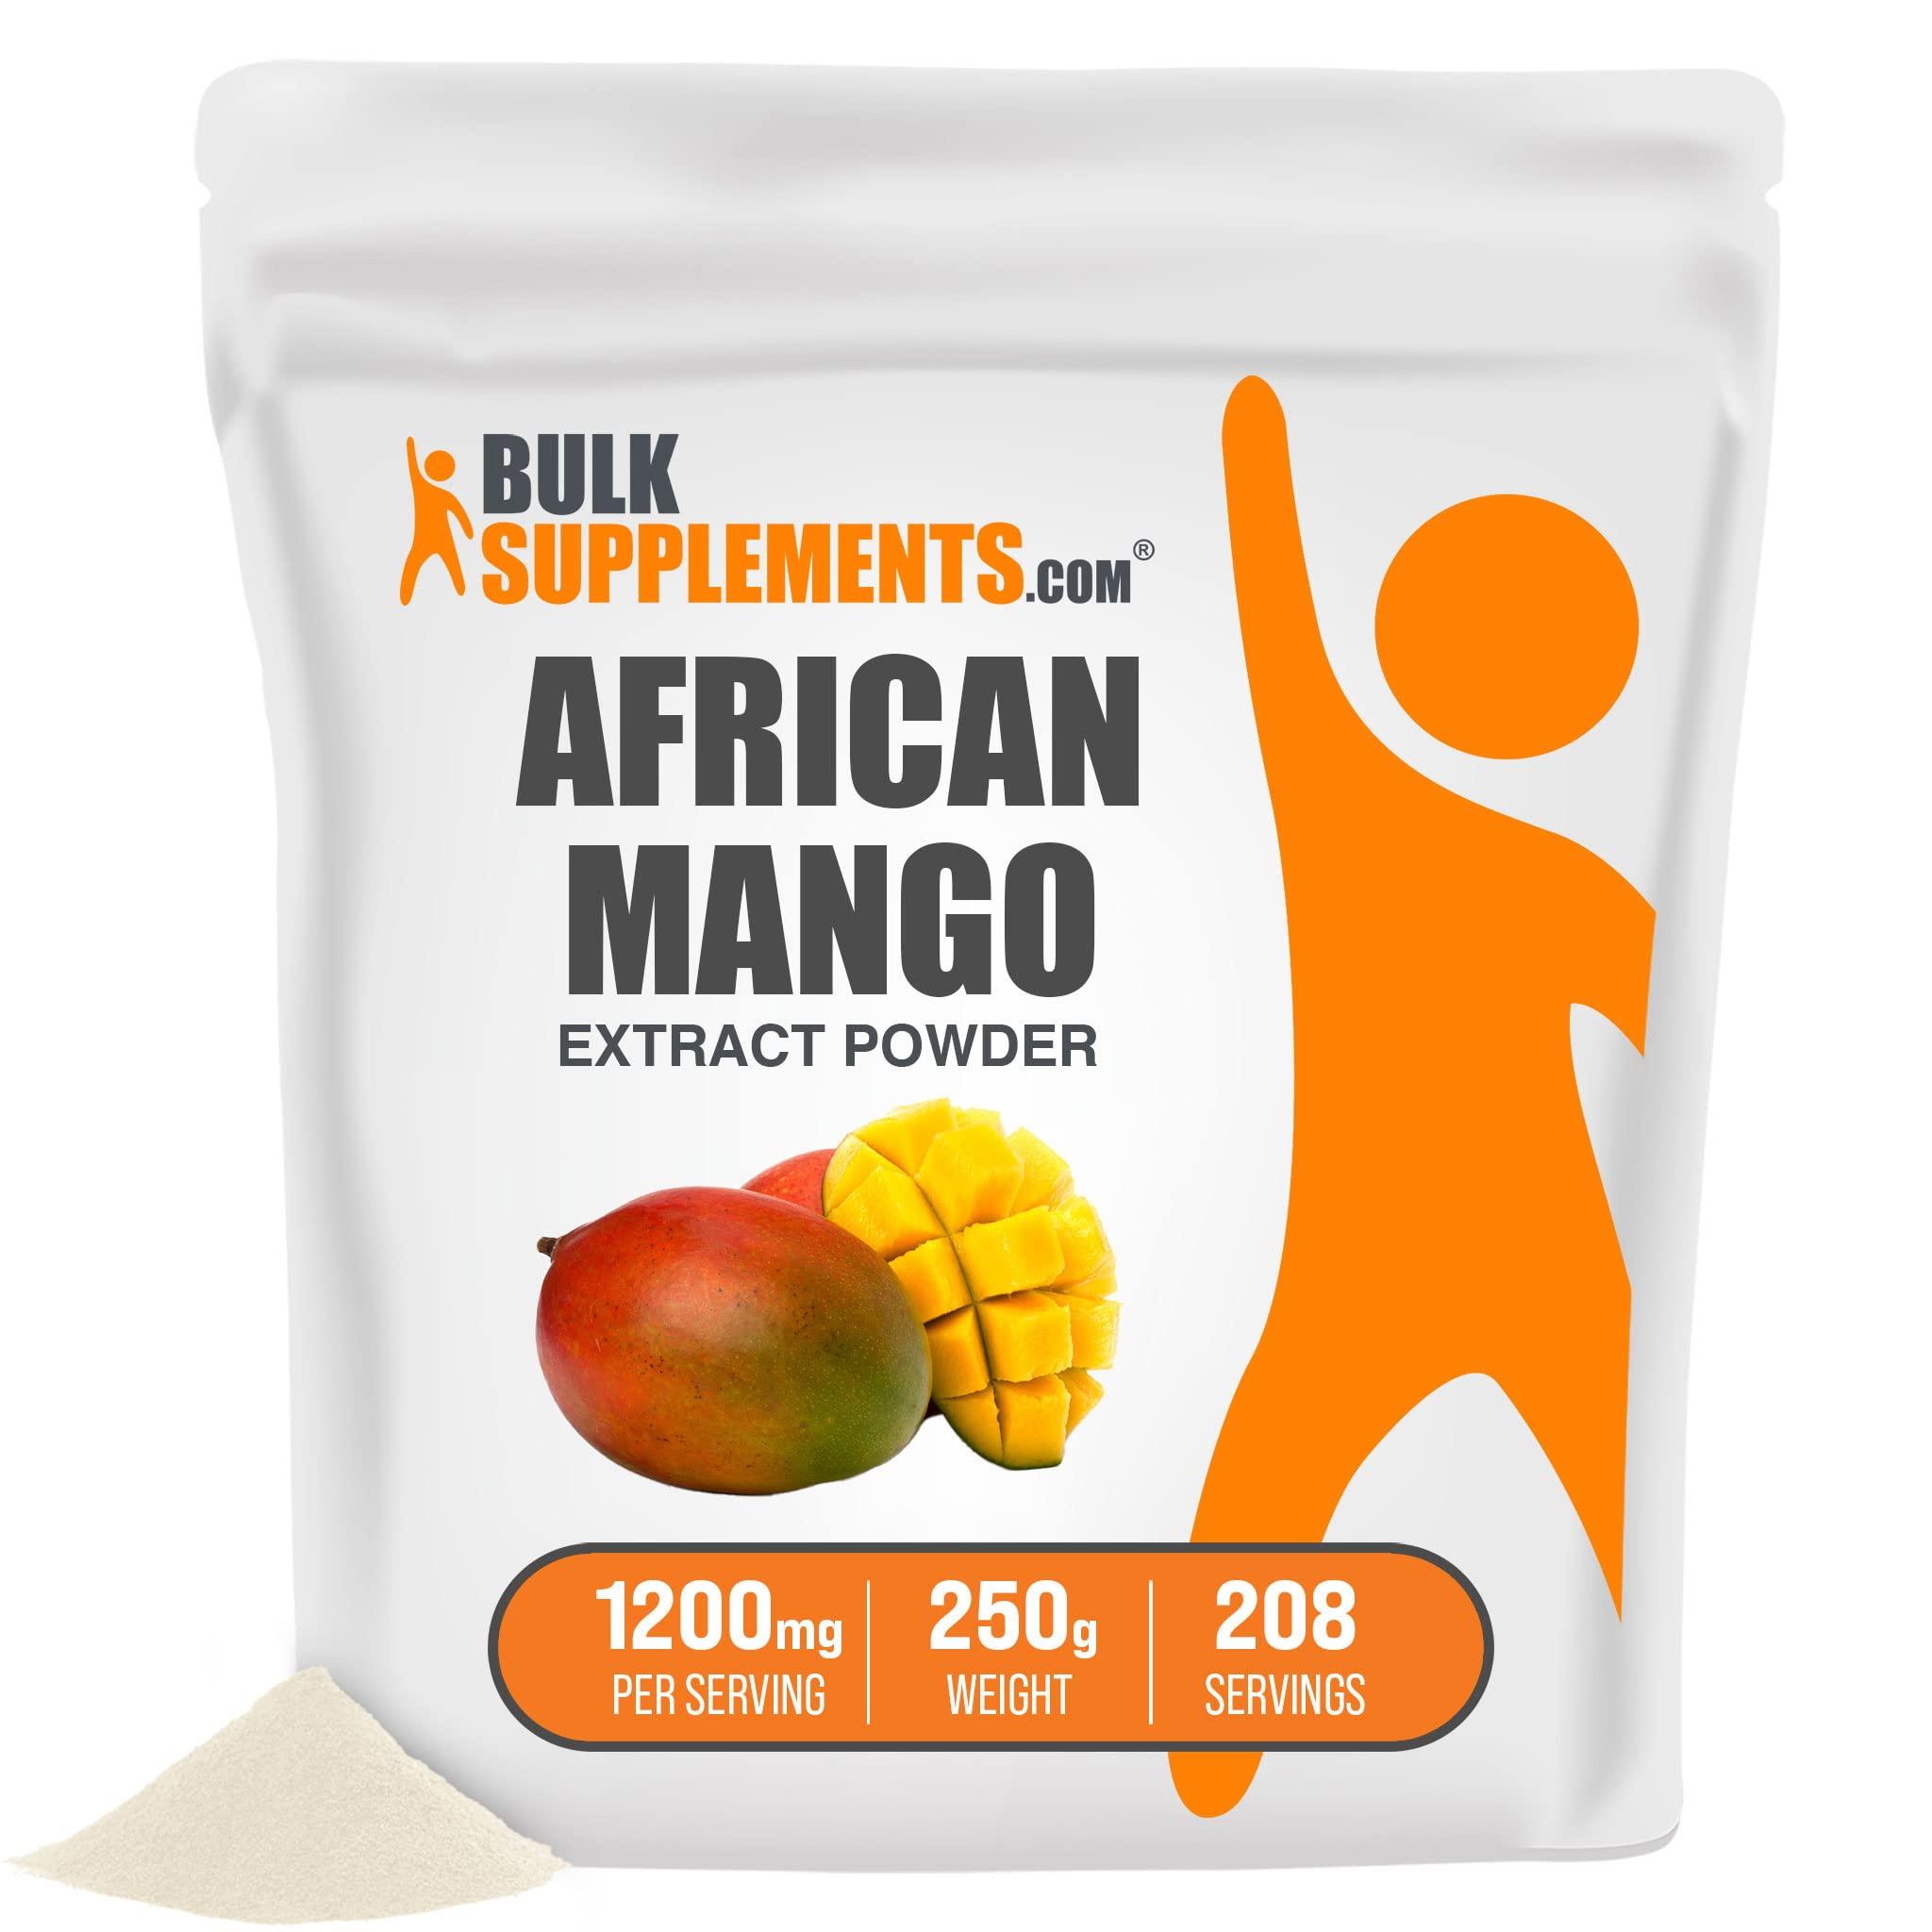 BULK
SUPPLEMENTS.COM®
AFRICAN
MANGO
EXTRACT POWDER
1200mg 250g 208
PER SERVING WEIGHT SERVINGS